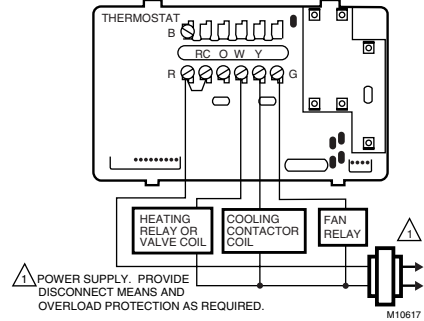 THERMOSTAT
B
RC O W Y
R G
HEATING
RELAY OR
VALVE COIL
COOLING
CONTACTOR
COIL
FAN
RELAY
1
1 POWER SUPPLY. PROVIDE
DISCONNECT MEANS AND
OVERLOAD PROTECTION AS REQUIRED.
M10617